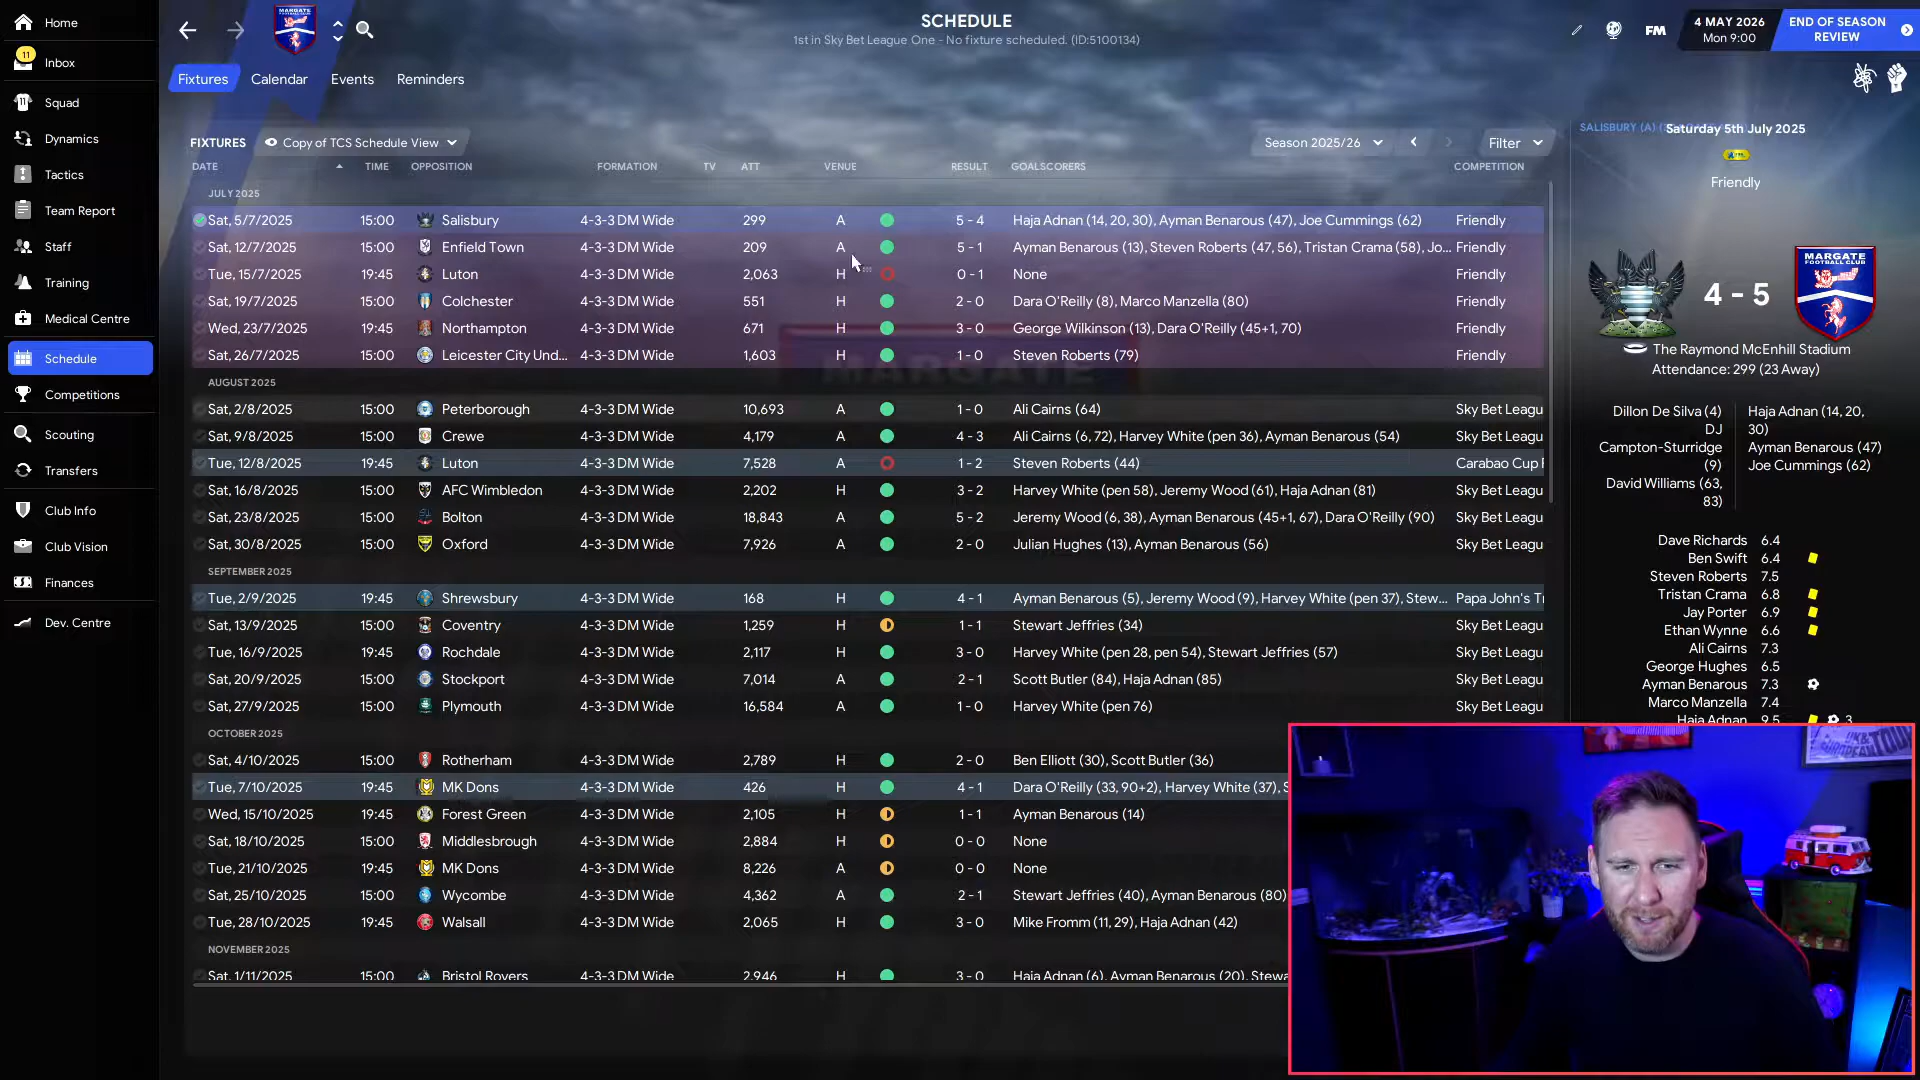 Home
SCHEDULE
1st in Sky Bet League One - No fixture scheduled. (ID:5100134)
FM
4 MAY 2026
Mon 9:00
END OF SEASON
REVIEW
11
Inbox
Squad
Dynamics
Tactics
Team Report
Staff
Training
Medical Centre
Schedule
Competitions
Scouting
Transfers
Club Info
Club Vision
Finances
Dev. Centre
Fixtures Calendar Events Reminders
FIXTURES Copy of TCS Schedule View Season 2025/26 Filter
DATE TIME OPPOSITION FORMATION TV ATT VENUE RESULT GOALSCORERS COMPETITION
JULY 2025
Sat, 5/7/2025 15:00 Salisbury 4-3-3 DM Wide 299 A 5 - 4 Haja Adnan (14, 20, 30), Ayman Benarous (47), Joe Cummings (62) Friendly
Sat, 12/7/2025 15:00 Enfield Town 4-3-3 DM Wide 209 A 5 - 1 Ayman Benarous (13), Steven Roberts (47, 56), Tristan Crama (58), Jo... Friendly
Tue, 15/7/2025 19:45 Luton 4-3-3 DM Wide 2,063 H 0 - 1 None Friendly
Sat, 19/7/2025 15:00 Colchester 4-3-3 DM Wide 551 H 2 - 0 Dara O'Reilly (8), Marco Manzella (80) Friendly
Wed, 23/7/2025 19:45 Northampton 4-3-3 DM Wide 671 H 3 - 0 George Wilkinson (13), Dara O'Reilly (45+1, 70) Friendly
Sat, 26/7/2025 15:00 Leicester City Und... 4-3-3 DM Wide 1,603 H 1 - 0 Steven Roberts (79) Friendly
AUGUST 2025
Sat, 2/8/2025 15:00 Peterborough 4-3-3 DM Wide 10,693 A 1 - 0 Ali Cairns (64) Sky Bet Leagu
Sat, 9/8/2025 15:00 Crewe 4-3-3 DM Wide 4,179 A 4 - 3 Ali Cairns (6, 72), Harvey White (pen 36), Ayman Benarous (54) Sky Bet Leagu
Tue, 12/8/2025 19:45 Luton 4-3-3 DM Wide 7,528 A 1 - 2 Steven Roberts (44) Carabao Cup
Sat, 16/8/2025 15:00 AFC Wimbledon 4-3-3 DM Wide 2,202 H 3 - 2 Harvey White (pen 58), Jeremy Wood (61), Haja Adnan (81) Sky Bet Leagu
Sat, 23/8/2025 15:00 Bolton 4-3-3 DM Wide 18,843 A 5 - 2 Jeremy Wood (6, 38), Ayman Benarous (45+1, 67), Dara O'Reilly (90) Sky Bet Leagu
Sat, 30/8/2025 15:00 Oxford 4-3-3 DM Wide 7,926 A 2 - 0 Julian Hughes (13), Ayman Benarous (56) Sky Bet Leagu
SEPTEMBER 2025
Tue, 2/9/2025 19:45 Shrewsbury 4-3-3 DM Wide 168 H 4 - 1 Ayman Benarous (5), Jeremy Wood (9), Harvey White (pen 37), Stew... Papa John's T
Sat, 13/9/2025 15:00 Coventry 4-3-3 DM Wide 1,259 H 1 - 1 Stewart Jeffries (34) Sky Bet Leagu
Tue, 16/9/2025 19:45 Rochdale 4-3-3 DM Wide 2,117 H 3 - 0 Harvey White (pen 28, pen 54), Stewart Jeffries (57) Sky Bet Leagu
Sat, 20/9/2025 15:00 Stockport 4-3-3 DM Wide 7,014 A 2 - 1 Scott Butler (84), Haja Adnan (85) Sky Bet Leagu
Sat, 27/9/2025 15:00 Plymouth 4-3-3 DM Wide 16,584 A 1 - 0 Harvey White (pen 76) Sky Bet Leagu
OCTOBER 2025
Sat, 4/10/2025 15:00 Rotherham 4-3-3 DM Wide 2,789 H 2 - 0 Ben Elliott (30), Scott Butler (36)
Tue, 7/10/2025 19:45 MK Dons 4-3-3 DM Wide 426 H 4 - 1 Dara O'Reilly (33, 90+2), Harvey White (37), S
Wed, 15/10/2025 19:45 Forest Green 4-3-3 DM Wide 2,105 H 1 - 1 Ayman Benarous (14)
Sat, 18/10/2025 15:00 Middlesbrough 4-3-3 DM Wide 2,884 H 0 - 0 None
Tue, 21/10/2025 19:45 MK Dons 4-3-3 DM Wide 8,226 A 0 - 0 None
Sat, 25/10/2025 15:00 Wycombe 4-3-3 DM Wide 4,362 A 2 - 1 Stewart Jeffries (40), Ayman Benarous (80)
Tue, 28/10/2025 19:45 Walsall 4-3-3 DM Wide 2,065 H 3 - 0 Mike Fromm (11, 29), Haja Adnan (42)
NOVEMBER 2025
Sat, 1/11/2025 15:00 Bristol Rovers 4-3-3 DM Wide 2,946 H 3 - 0 Haja Adnan (6), Ayman Benarous (20), Stewa
SALISBURY (A)
Saturday 5th July 2025
Friendly
4 - 5
MARGATE
FOOTBALL CLUB
The Raymond McEnhill Stadium
Attendance: 299 (23 Away)
Dillon De Silva (4)
DJ
Campton-Sturridge
(9)
David Williams (63,
83)
Haja Adnan (14, 20,
30)
Ayman Benarous (47)
Joe Cummings (62)
Dave Richards 6.4
Ben Swift 6.4
Steven Roberts 7.5
Tristan Crama 6.8
Jay Porter 6.9
Ethan Wynne 6.6
Ali Cairns 7.3
George Hughes 6.5
Ayman Benarous 7.3
Marco Manzella 7.4
Haja Adnan 9.5 3
MARGATE
UK&
EUROPEAN TOUR